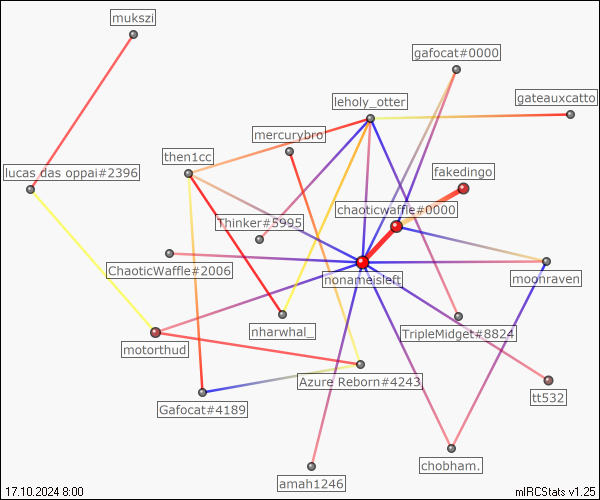 mukszi
gafocat#0000
gateauxcatto
leholy_otter
mercurybro
then1cc
lucas das oppai#2396
fakedingo
chaoticwaffle#0000
Thinker#5995
ChaoticWaffle#2006
nonameisleft
moonraven
nharwhal_
TripleMidget#8824
motorthud
Azure Reborn#4243
tt532
Gafocat#4189
chobham.
amah1246
17.10.2024 8:00
mIRCStats v1.25